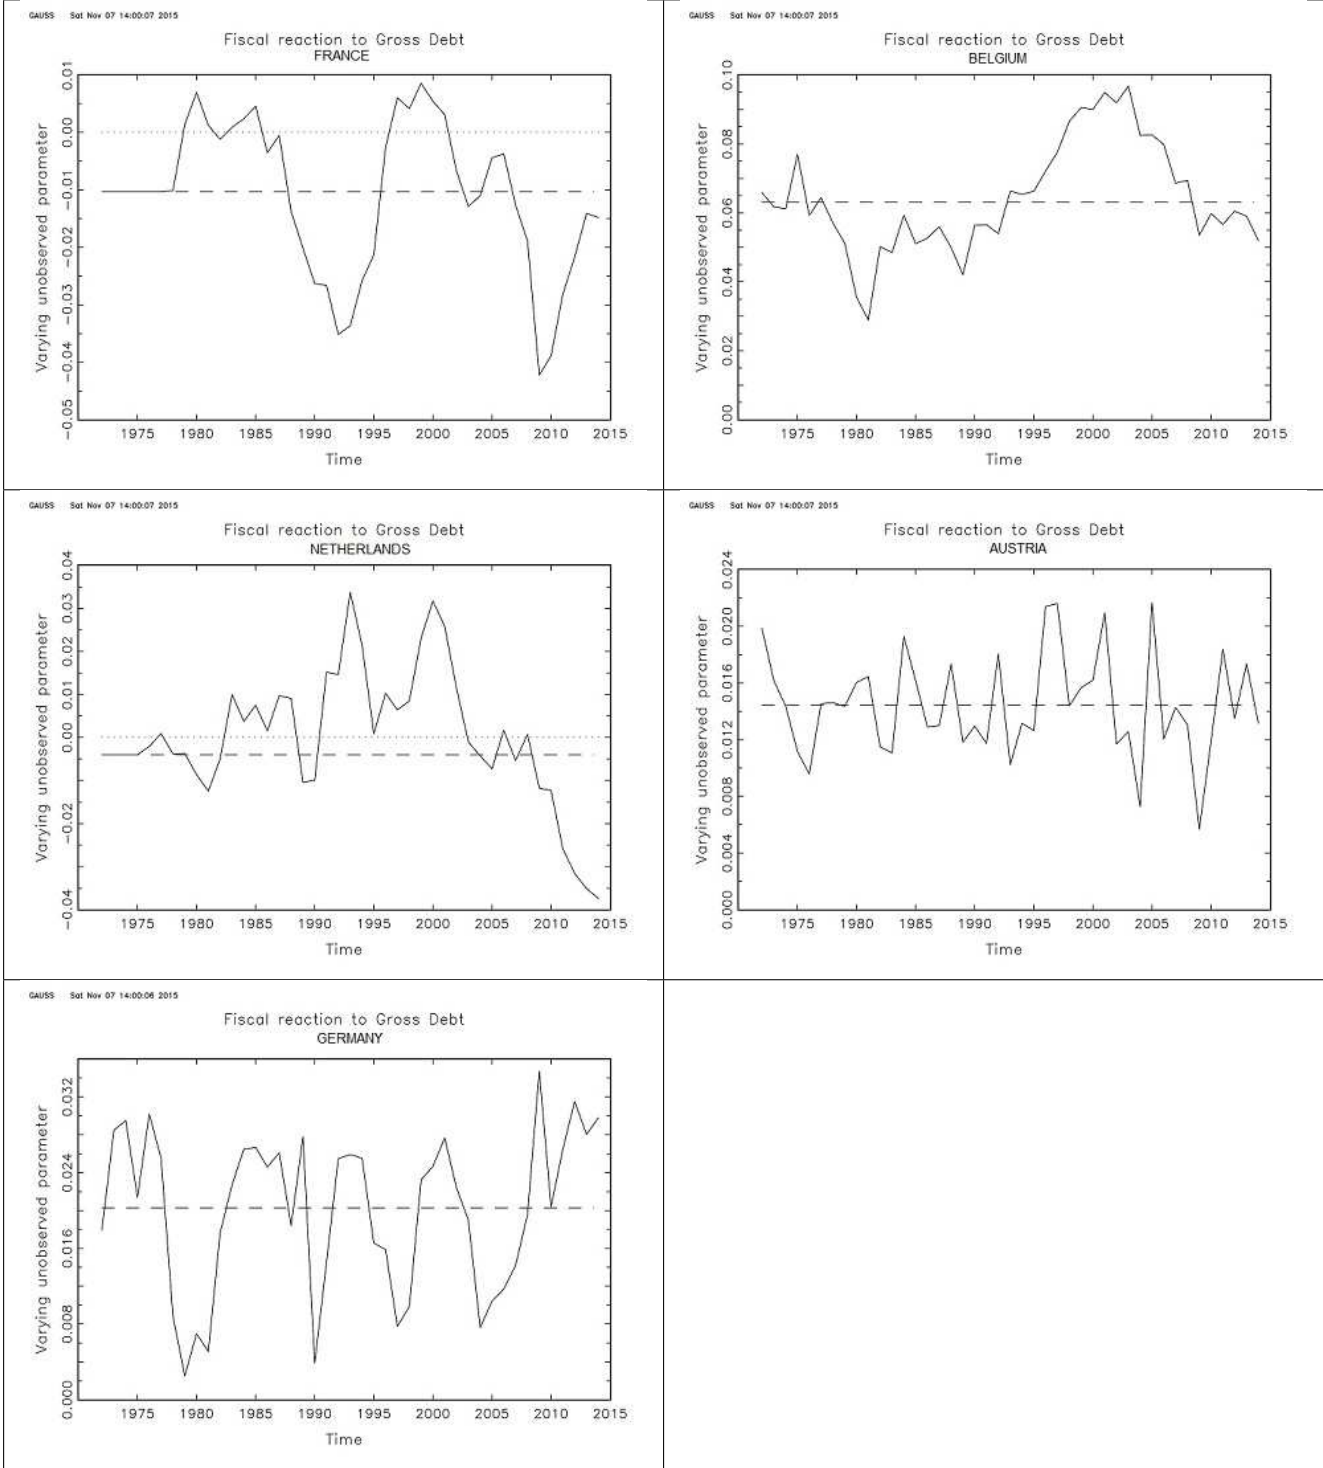 GAUSS Sat Nov 07 14:00:07 2015
Fiscal reaction to Gross Debt
FRANCE
Varying unobserved parameter
0.01
0.00
−0.01
−0.02
−0.03
−0.04
−0.05
1975 1980 1985 1990 1995 2000 2005 2010 2015
Time
GAUSS Sat Nov 07 14:00:07 2015
Fiscal reaction to Gross Debt
BELGIUM
Varying unobserved parameter
0.10
0.08
0.06
0.04
0.02
0.00
1975 1980 1985 1990 1995 2000 2005 2010 2015
Time
GAUSS Sat Nov 07 14:00:07 2015
Fiscal reaction to Gross Debt
NETHERLANDS
Varying unobserved parameter
0.04
0.03
0.02
0.01
0.00
−0.02
−0.04
1975 1980 1985 1990 1995 2000 2005 2010 2015
Time
GAUSS Sat Nov 07 14:00:07 2015
Fiscal reaction to Gross Debt
AUSTRIA
Varying unobserved parameter
0.024
0.020
0.016
0.012
0.008
0.004
0.000
1975 1980 1985 1990 1995 2000 2005 2010 2015
Time
GAUSS Sat Nov 07 14:00:06 2015
Fiscal reaction to Gross Debt
GERMANY
Varying unobserved parameter
0.032
0.024
0.016
0.008
0.000
1975 1980 1985 1990 1995 2000 2005 2010 2015
Time